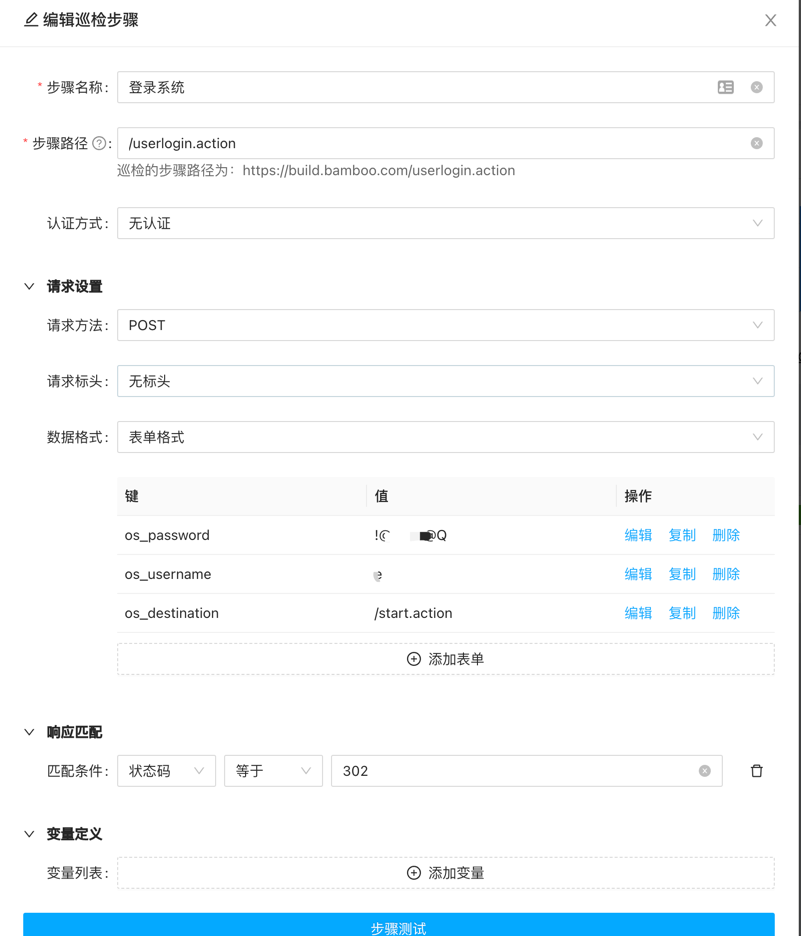 编辑巡检步骤
* 步骤名称: 登录系统
* 步骤路径 ? : /userlogin.action
巡检的步骤路径为: https://build.bamboo.com/userlogin.action
认证方式: 无认证
请求设置
请求方法: POST
请求标头: 无标头
数据格式: 表单格式
键 值 操作
os_password 编辑 复制 删除
os_username 编辑 复制 删除
os_destination /start.action 编辑 复制 删除
添加表单
响应匹配
匹配条件: 状态码 等于 302
变量定义
变量列表: 添加变量
步骤测试